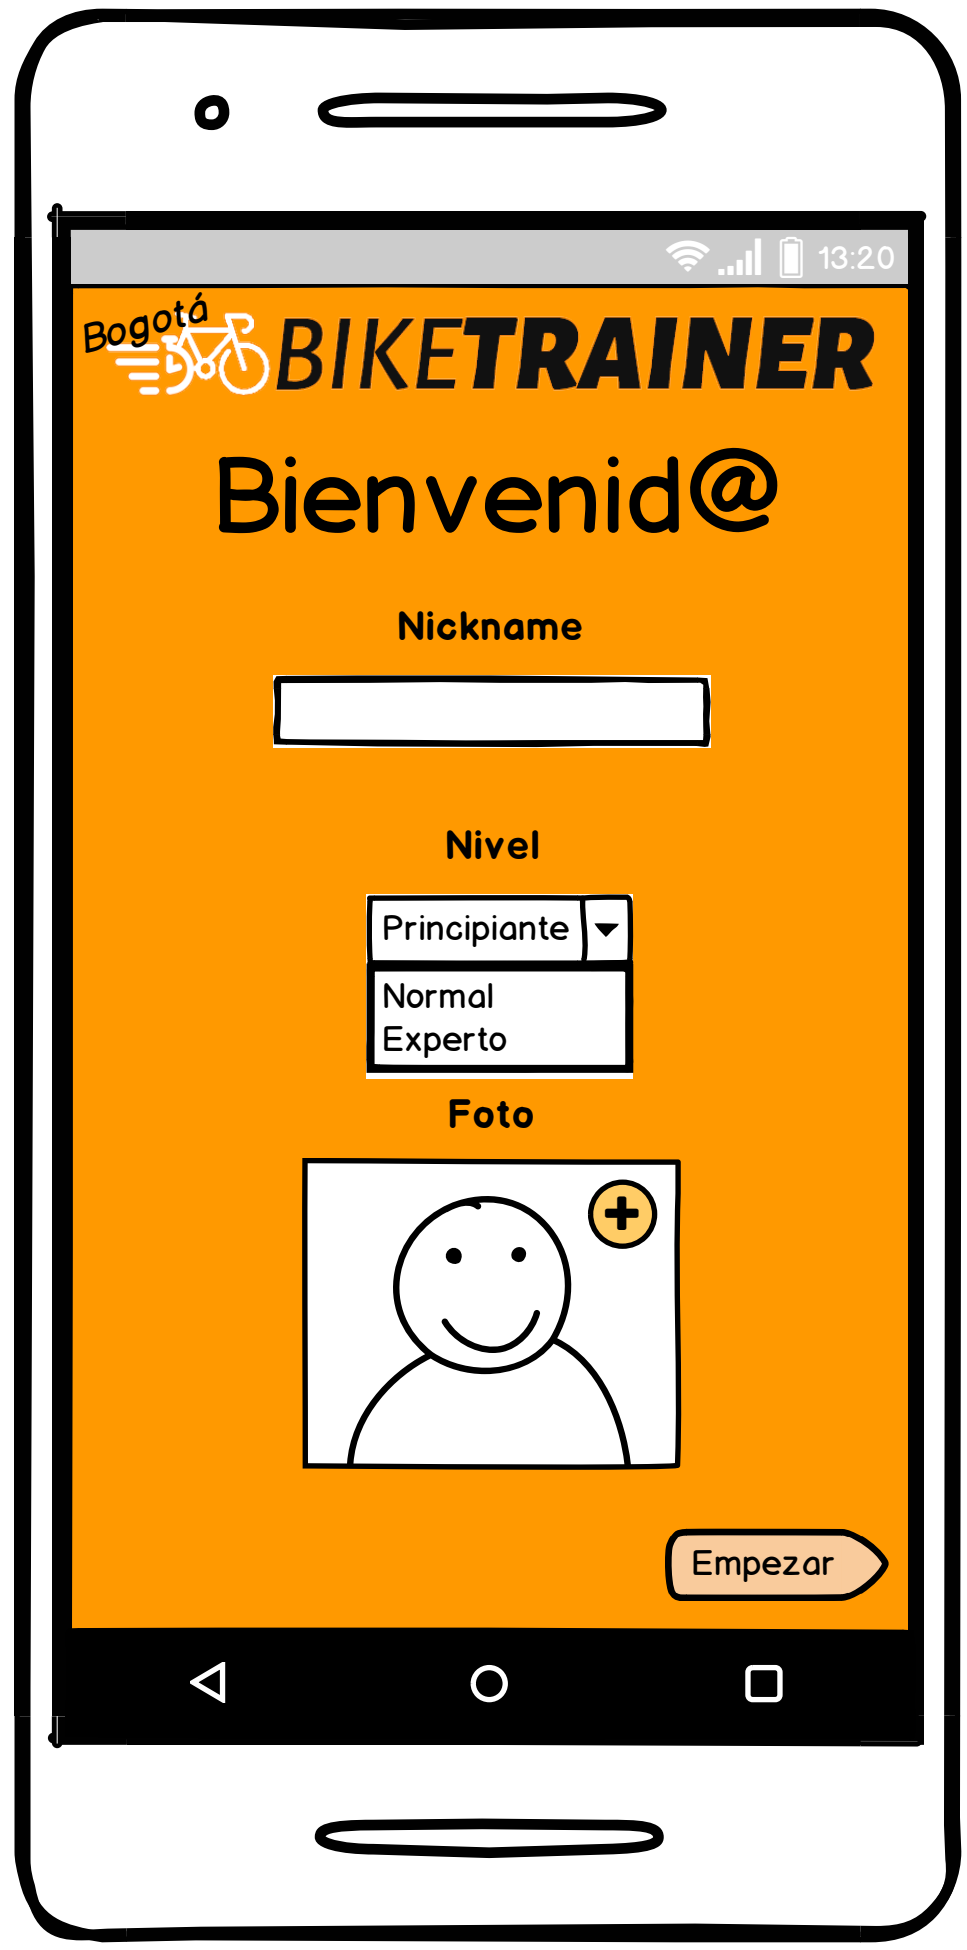 13:20
Bogotá
BIKETRAINER
Bienvenid@
Nickname
Nivel
Principiante
Normal
Experto
Foto
Empezar